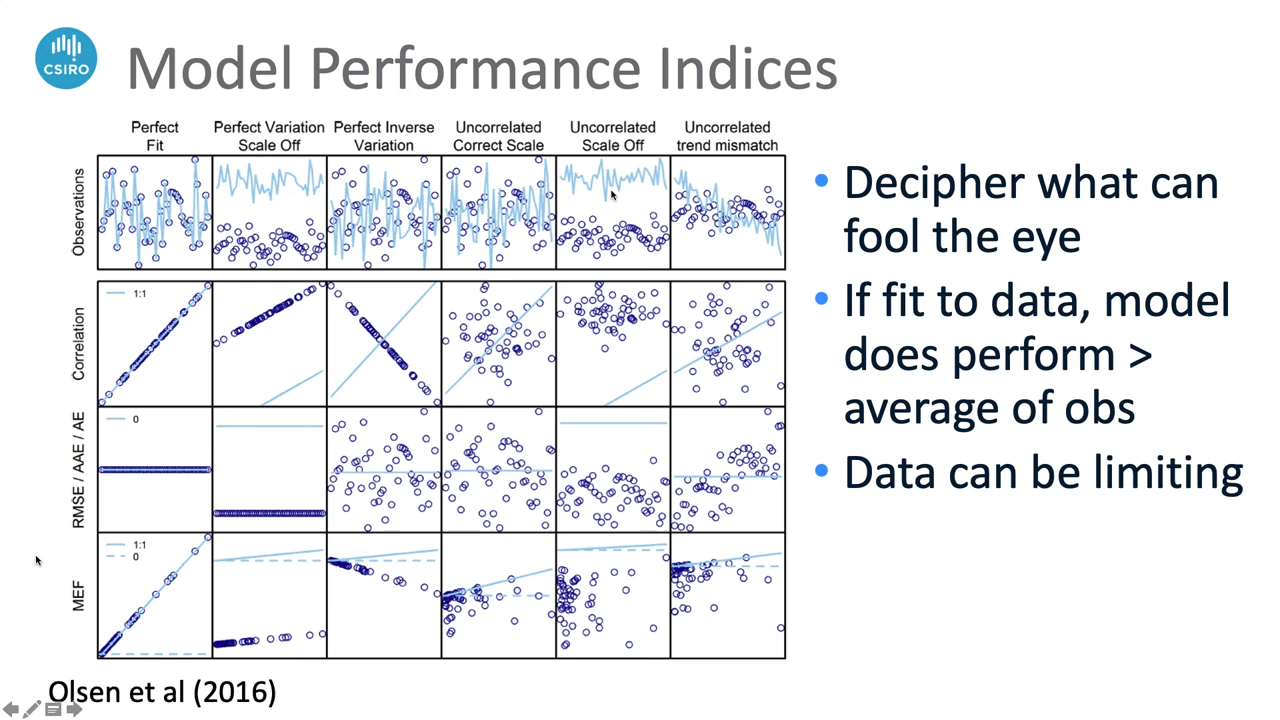 CSIRO
Model Performance Indices
Perfect
Fit
Perfect Variation
Scale Off
Perfect Inverse
Variation
Uncorrelated
Correct Scale
Uncorrelated
Scale Off
Uncorrelated
trend mismatch
Observations
Correlation
1:1
RMSE / AAE / AE
0
MEF
1:1
0
• Decipher what can
fool the eye
• If fit to data, model
does perform >
average of obs
• Data can be limiting
Olsen et al (2016)